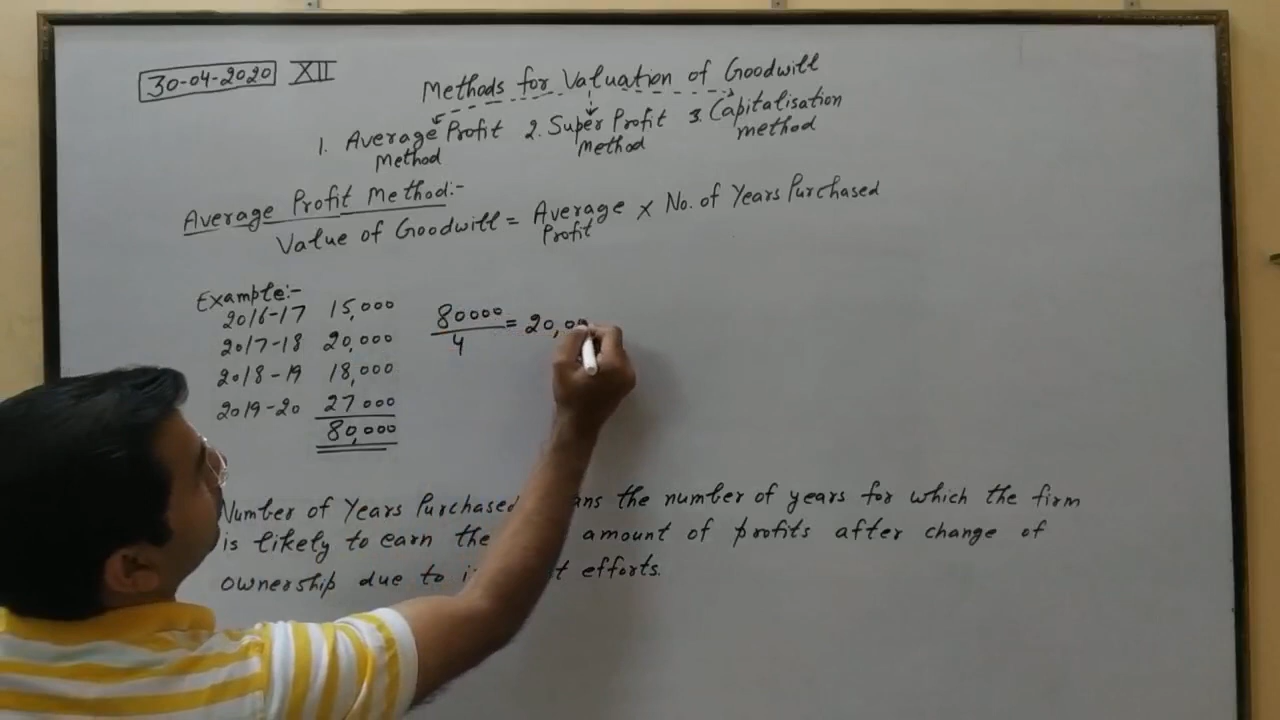 30-04-2020 XII
Methods for Valuation of Goodwill
1. Average Profit Method 2. Super Profit Method 3. Capitalisation method
Average Profit Method:-
Value of Goodwill = Average Profit × No. of Years Purchased
Example:-
2016-17 15,000
2017-18 20,000
2018-19 18,000
2019-20 27000
80,000
80000 / 4 = 20,00
Number of Years Purchased the number of years for which the firm
is likely to earn the amount of profits after change of
ownership due to efforts.